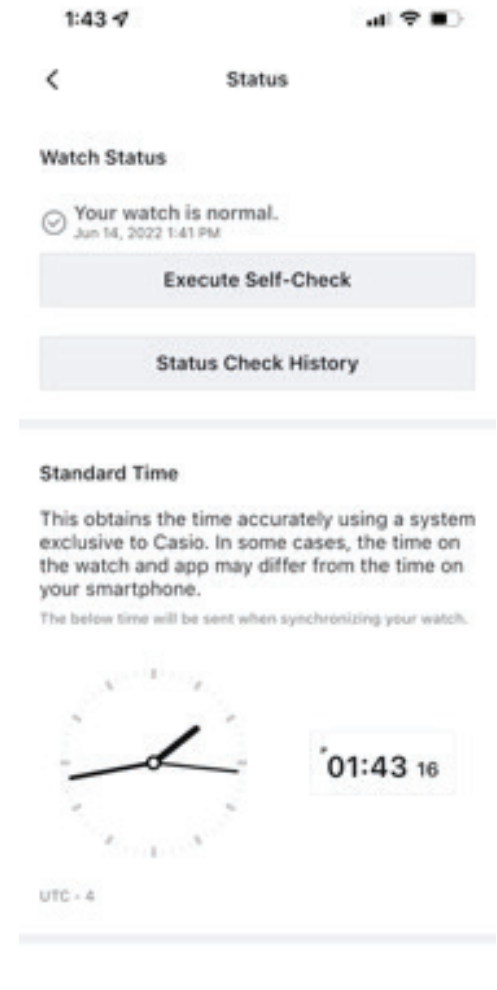 1:43
Status
Watch Status
Your watch is normal.
Jun 14, 2022 1:41 PM
Execute Self-Check
Status Check History
Standard Time
This obtains the time accurately using a system
exclusive to Casio. In some cases, the time on
the watch and app may differ from the time on
your smartphone.
The below time will be sent when synchronizing your watch.
01:43 16
UTC - 4